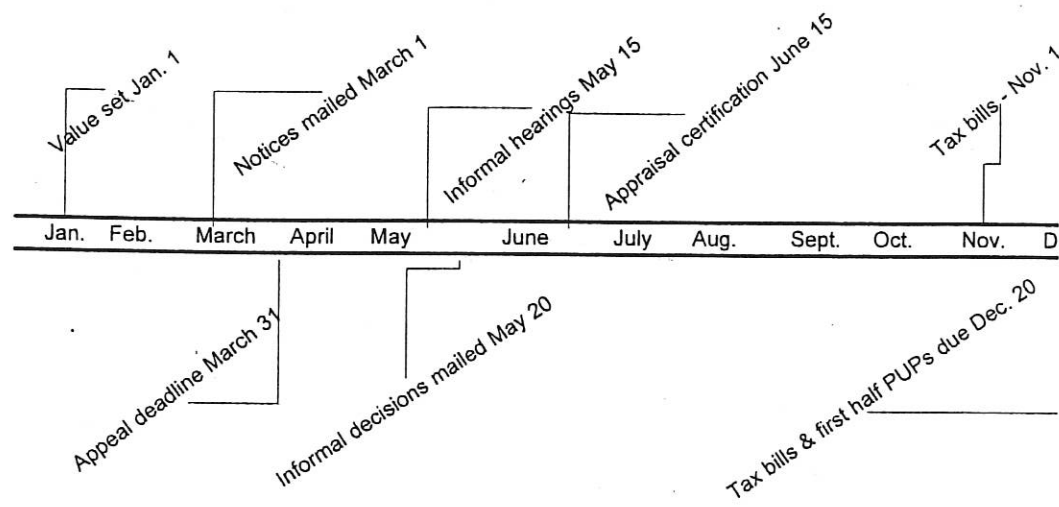 Value set Jan. 1
Notices mailed March 1
Informal hearings May 15
Appraisal certification June 15
Tax bills - Nov. 1
Jan. Feb. March April May June July Aug. Sept. Oct. Nov. D
Appeal deadline March 31
Informal decisions mailed May 20
Tax bills & first half PUPs due Dec. 20